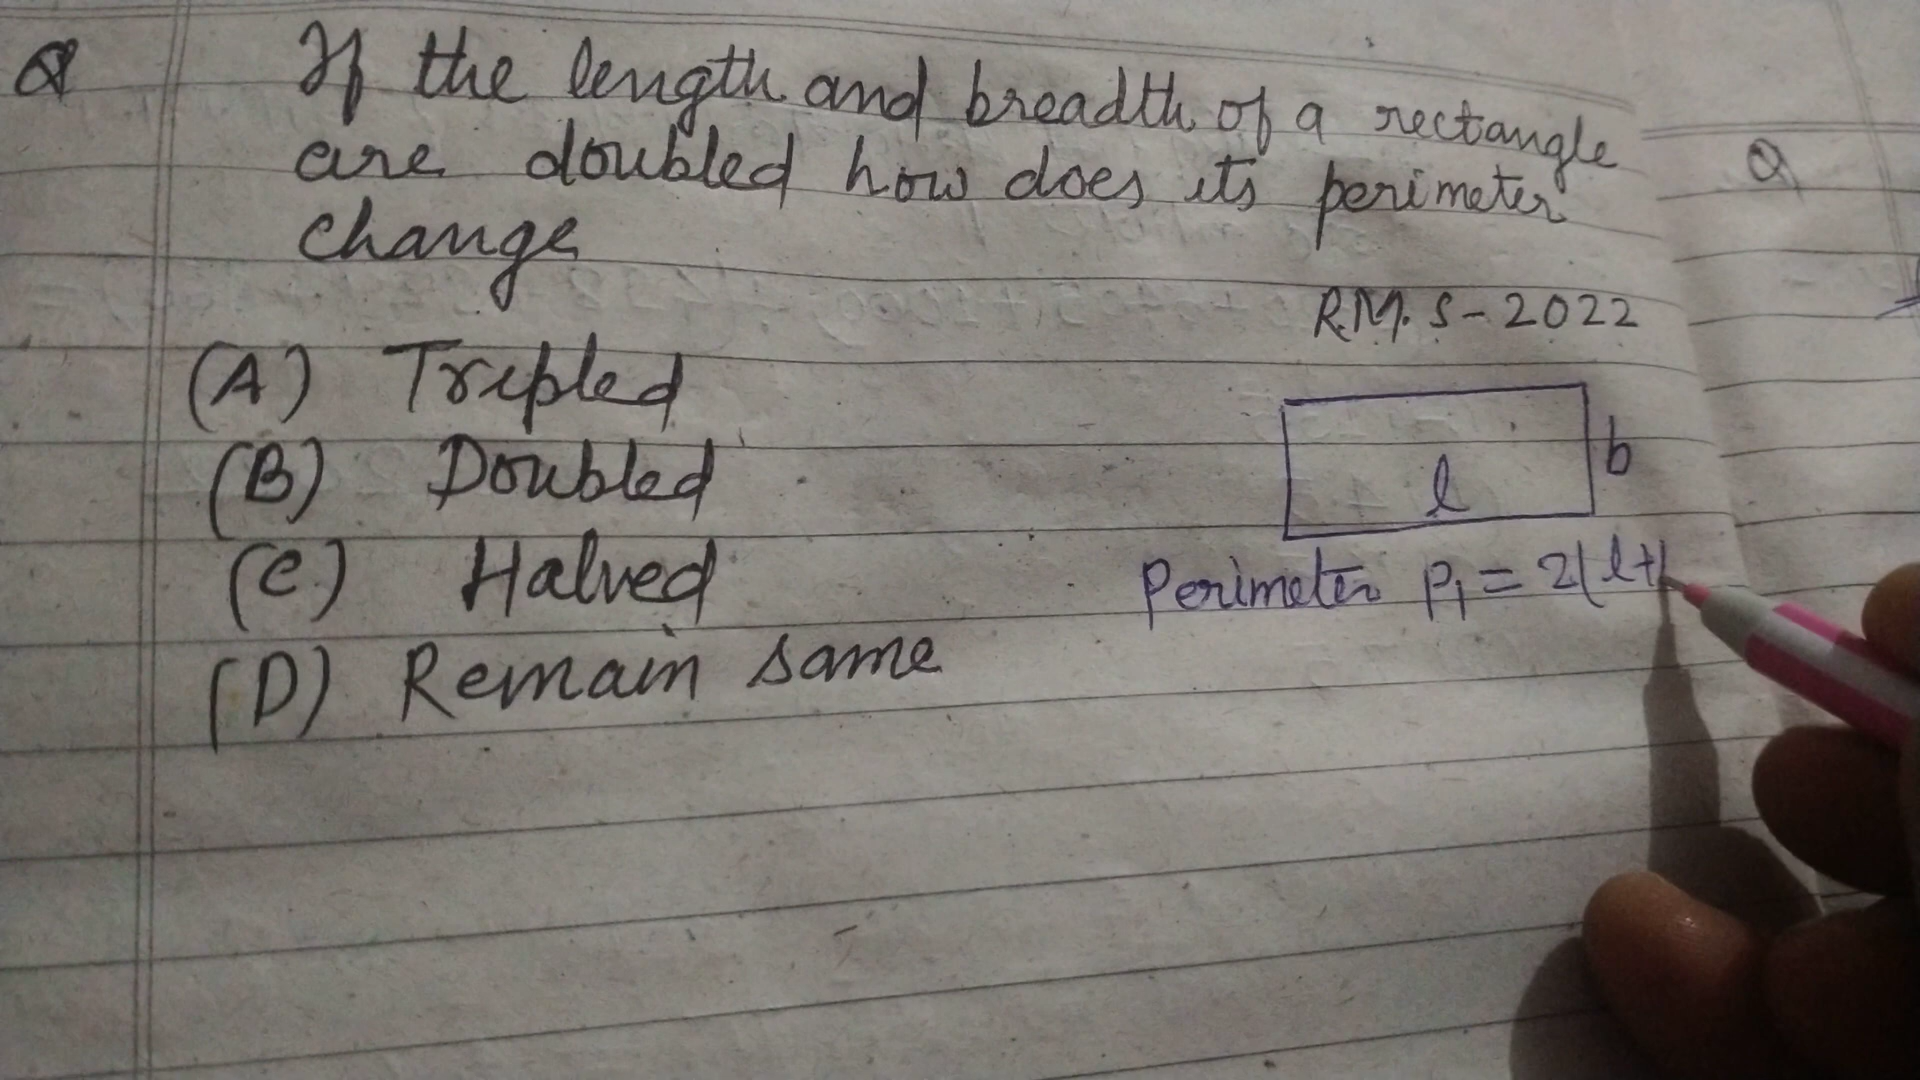 Q If the length and breadth of a rectangle
are doubled how does its perimeter
change
R.M.S-2022
(A) Tripled
(B) Doubled
(C) Halved
(D) Remain same
b
l
Perimeter P₁ = 2(l+
Q